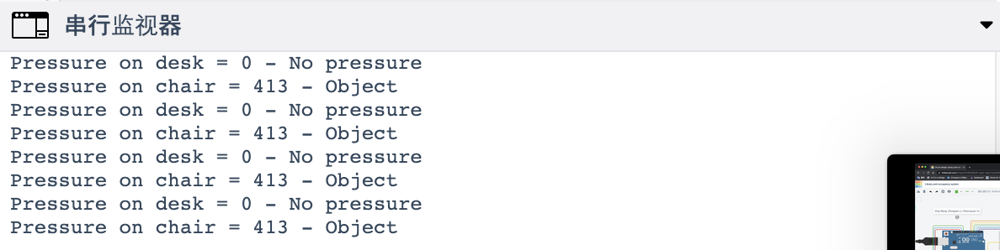 串行监视器
Pressure on desk = 0 - No pressure
Pressure on chair = 413 - Object
Pressure on desk = 0 - No pressure
Pressure on chair = 413 - Object
Pressure on desk = 0 - No pressure
Pressure on chair = 413 - Object
Pressure on desk = 0 - No pressure
Pressure on chair = 413 - Object